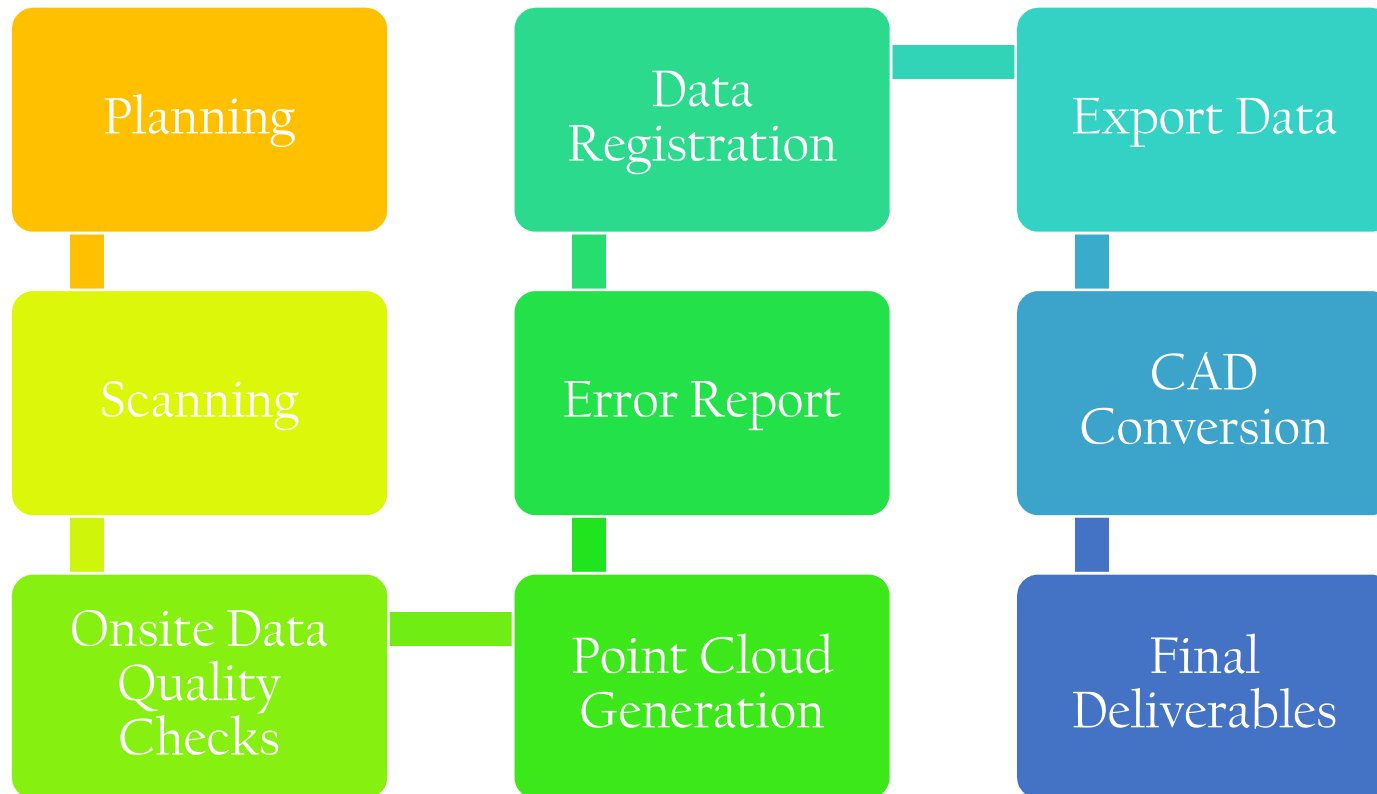 Planning
Scanning
Onsite Data
Quality
Checks
Point Cloud
Generation
Error Report
Data
Registration
Export Data
CAD
Conversion
Final
Deliverables